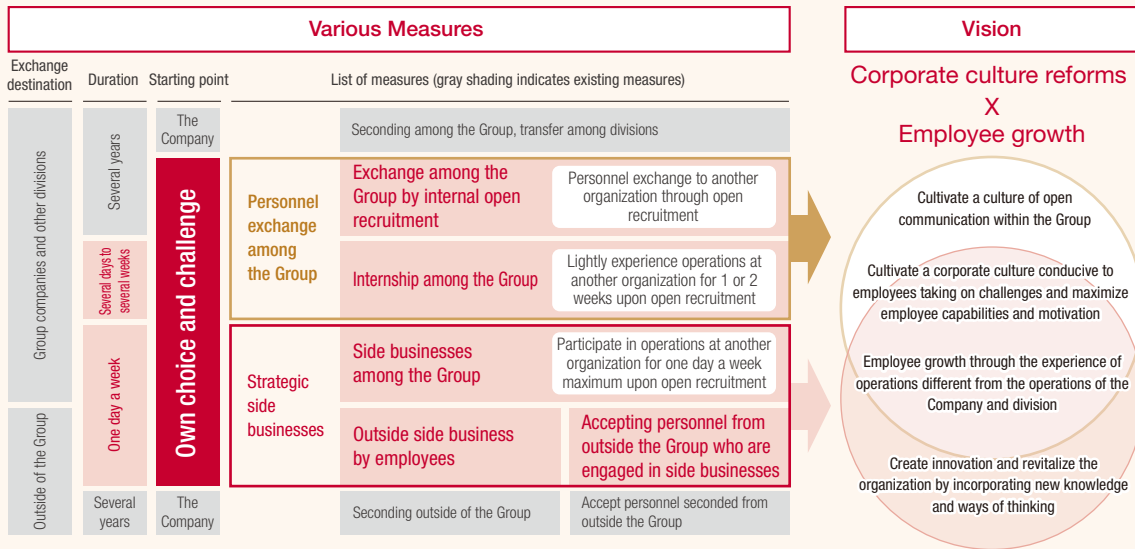 Various Measures
Vision
Exchange
destination
Duration
Starting point
List of measures (gray shading indicates existing measures)
Corporate culture reforms
X
Employee growth
Group companies and other divisions
Several years
The
Company
Seconding among the Group, transfer among divisions
Own choice and challenge
Personnel
exchange
among
the Group
Exchange among the
Group by internal open
recruitment
Personnel exchange to another
organization through open
recruitment
Several days to
several weeks
Internship among the Group
Lightly experience operations at
another organization for 1 or 2
weeks upon open recruitment
One day a week
Strategic
side
businesses
Side businesses
among the Group
Participate in operations at another
organization for one day a week
maximum upon open recruitment
Outside of the Group
Outside side business
by employees
Accepting personnel from
outside the Group who are
engaged in side businesses
Several
years
The
Company
Seconding outside of the Group
Accept personnel seconded from
outside the Group
Cultivate a culture of open
communication within the Group
Cultivate a corporate culture conducive to
employees taking on challenges and maximize
employee capabilities and motivation
Employee growth through the experience of
operations different from the operations of the
Company and division
Create innovation and revitalize the
organization by incorporating new knowledge
and ways of thinking